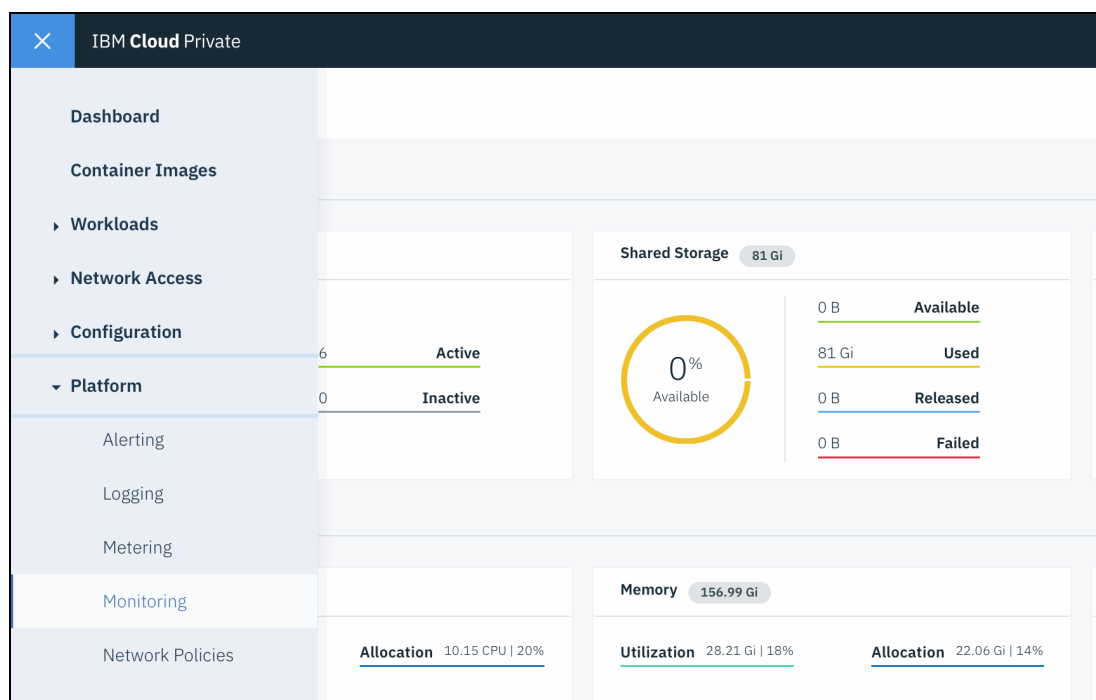 IBM Cloud Private
Dashboard
Container Images
Workloads
Network Access
Configuration
Platform
Alerting
Logging
Metering
Monitoring
Network Policies
6 Active
0 Inactive
Shared Storage 81 Gi
0%
Available
0 B Available
81 Gi Used
0 B Released
0 B Failed
Allocation 10.15 CPU | 20%
Memory 156.99 Gi
Utilization 28.21 Gi | 18%
Allocation 22.06 Gi | 14%